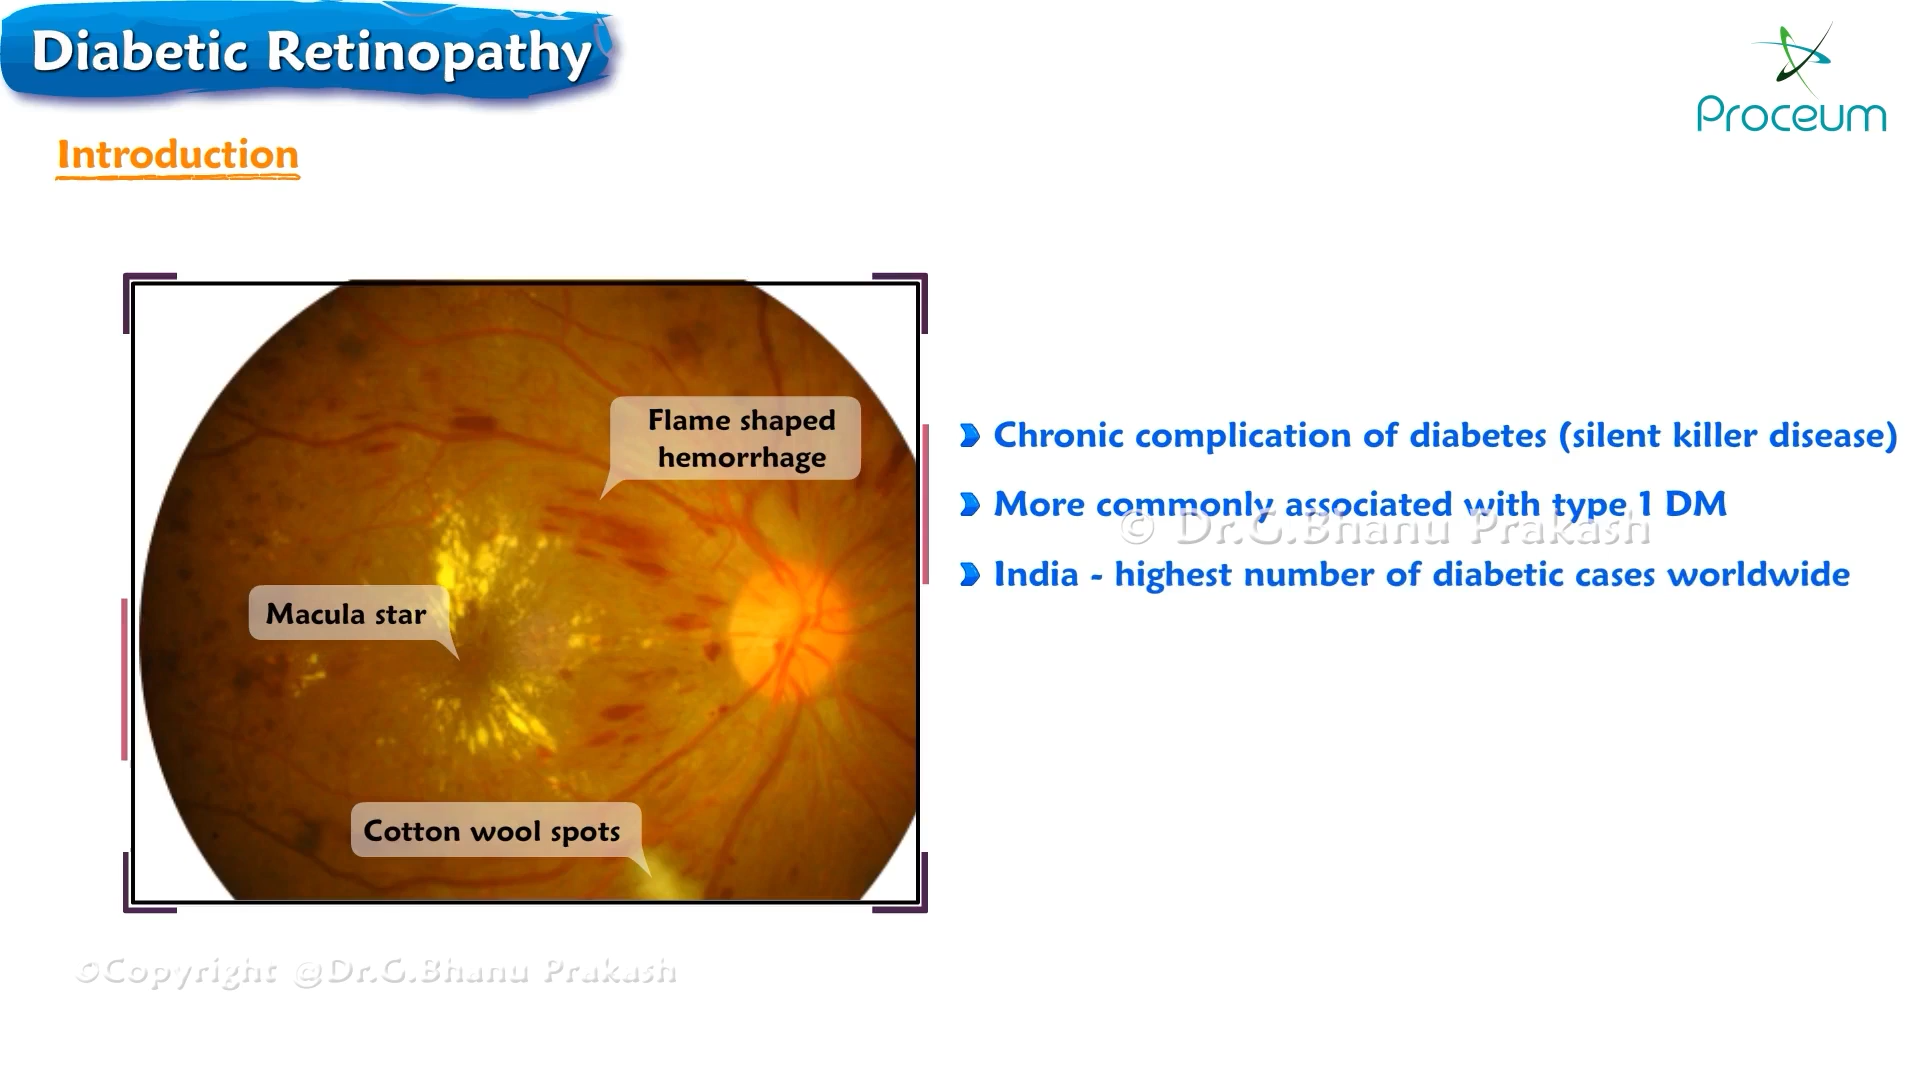 Diabetic Retinopathy
Proceum
Introduction
Flame shaped
hemorrhage
Macula star
Cotton wool spots
Chronic complication of diabetes (silent killer disease)
More commonly associated with type 1 DM
© Dr.G.Bhanu Prakash
India - highest number of diabetic cases worldwide
©Copyright @Dr.G.Bhanu Prakash